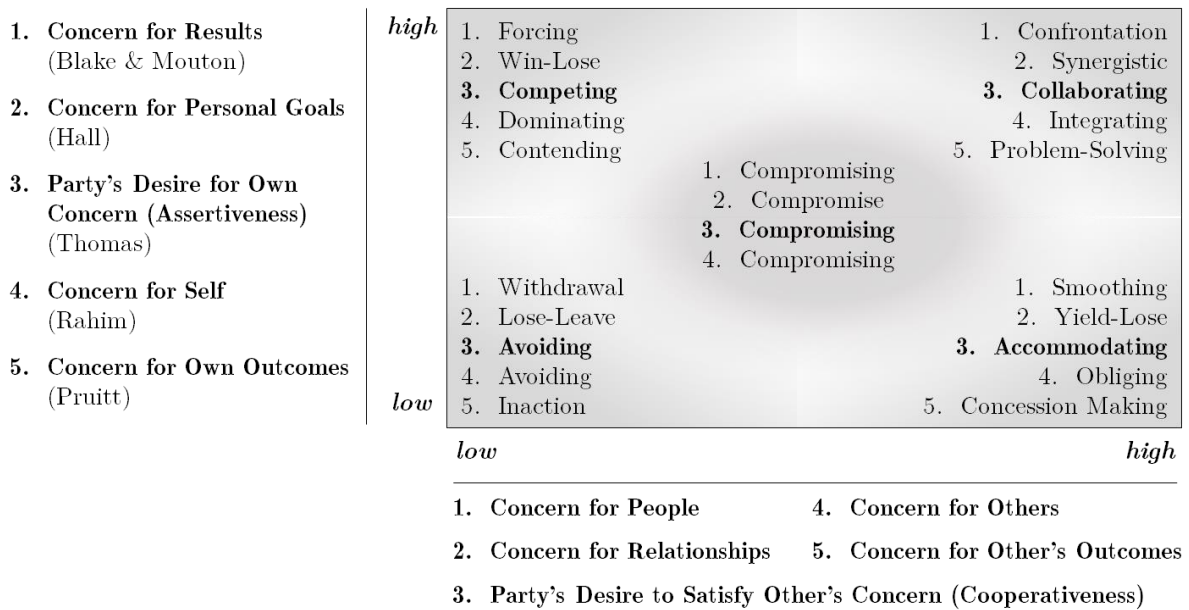 1. Concern for Results
(Blake & Mouton)
2. Concern for Personal Goals
(Hall)
3. Party's Desire for Own
Concern (Assertiveness)
(Thomas)
4. Concern for Self
(Rahim)
5. Concern for Own Outcomes
(Pruitt)
high
low
1. Forcing
2. Win-Lose
3. Competing
4. Dominating
5. Contending
1. Confrontation
2. Synergistic
3. Collaborating
4. Integrating
5. Problem-Solving
1. Compromising
2. Compromise
3. Compromising
4. Compromising
1. Withdrawal
2. Lose-Leave
3. Avoiding
4. Avoiding
5. Inaction
1. Smoothing
2. Yield-Lose
3. Accommodating
4. Obliging
5. Concession Making
low
high
1. Concern for People
2. Concern for Relationships
3. Party's Desire to Satisfy Other's Concern (Cooperativeness)
4. Concern for Others
5. Concern for Other's Outcomes